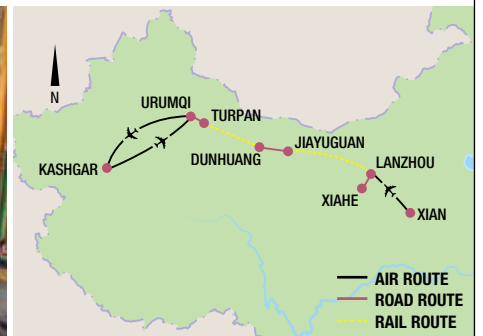 N
URUMQI
TURPAN
DUNHUANG
JIAYUGUAN
KASHGAR
LANZHOU
XIAHE
XIAN
AIR ROUTE
ROAD ROUTE
RAIL ROUTE